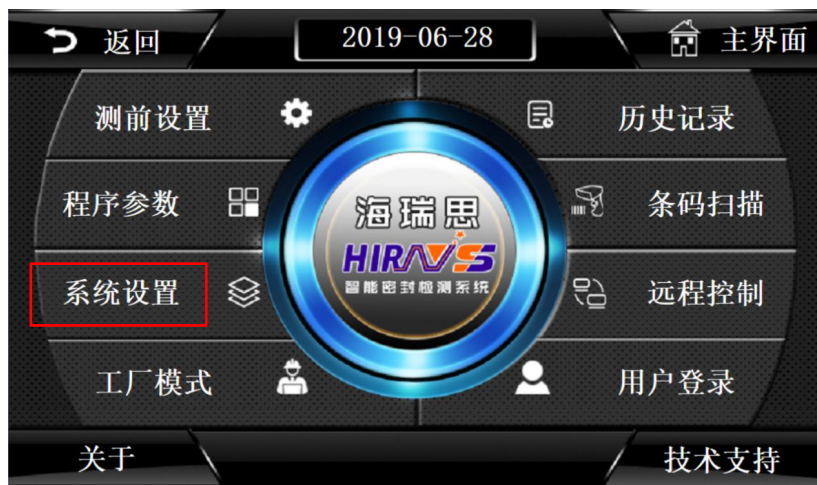 返回
2019-06-28
主界面
测前设置
历史记录
程序参数
条码扫描
海瑞思
HIRAYS
智能密封检测系统
系统设置
远程控制
工厂模式
用户登录
关于
技术支持